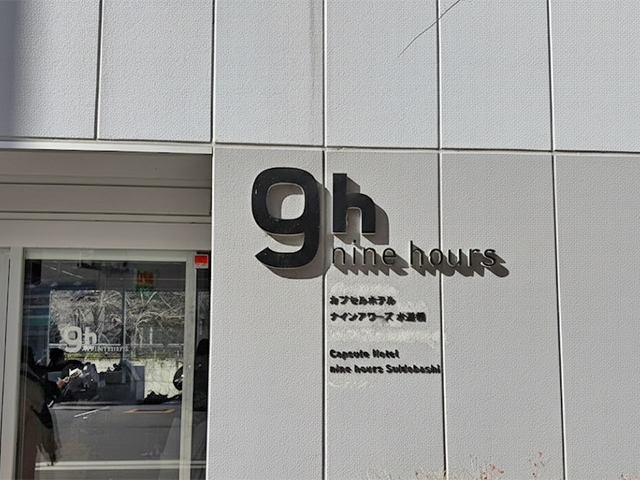 9h
nine hours
カプセルホテル
ナインアワーズ 水道橋
Capsule Hotel
nine hours Suidobashi
9h